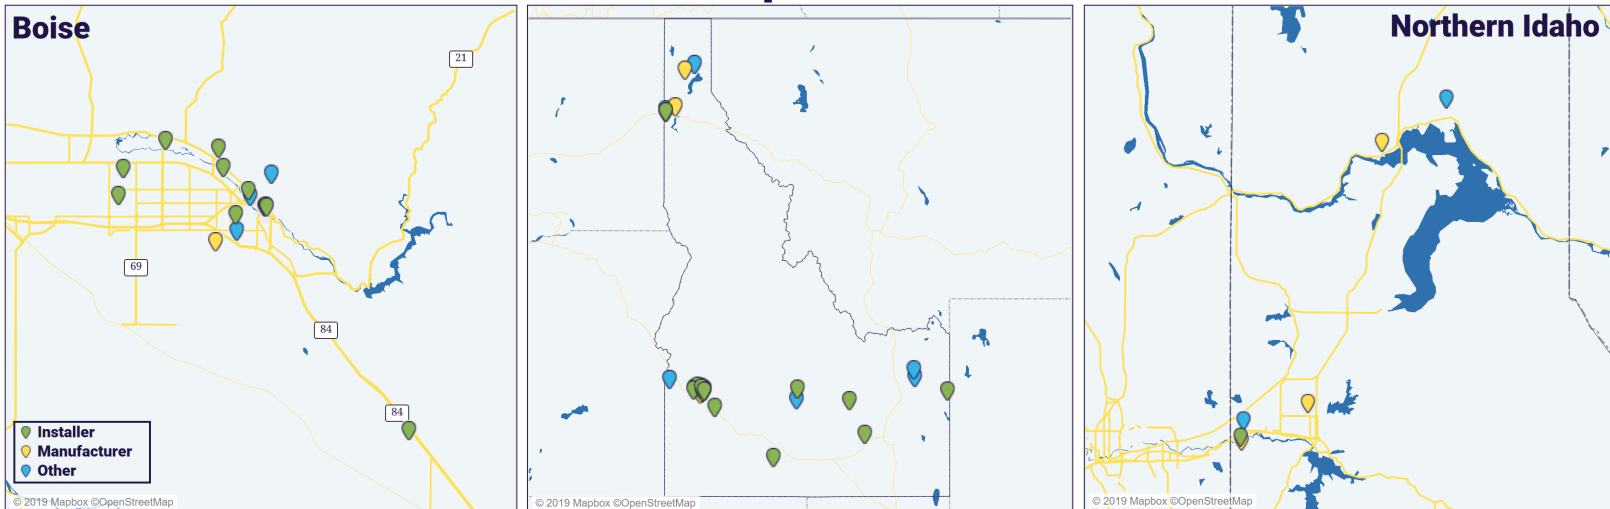 Boise
21
69
84
84
Installer
Manufacturer
Other
© 2019 Mapbox ©OpenStreetMap
© 2019 Mapbox ©OpenStreetMap
Northern Idaho
© 2019 Mapbox ©OpenStreetMap